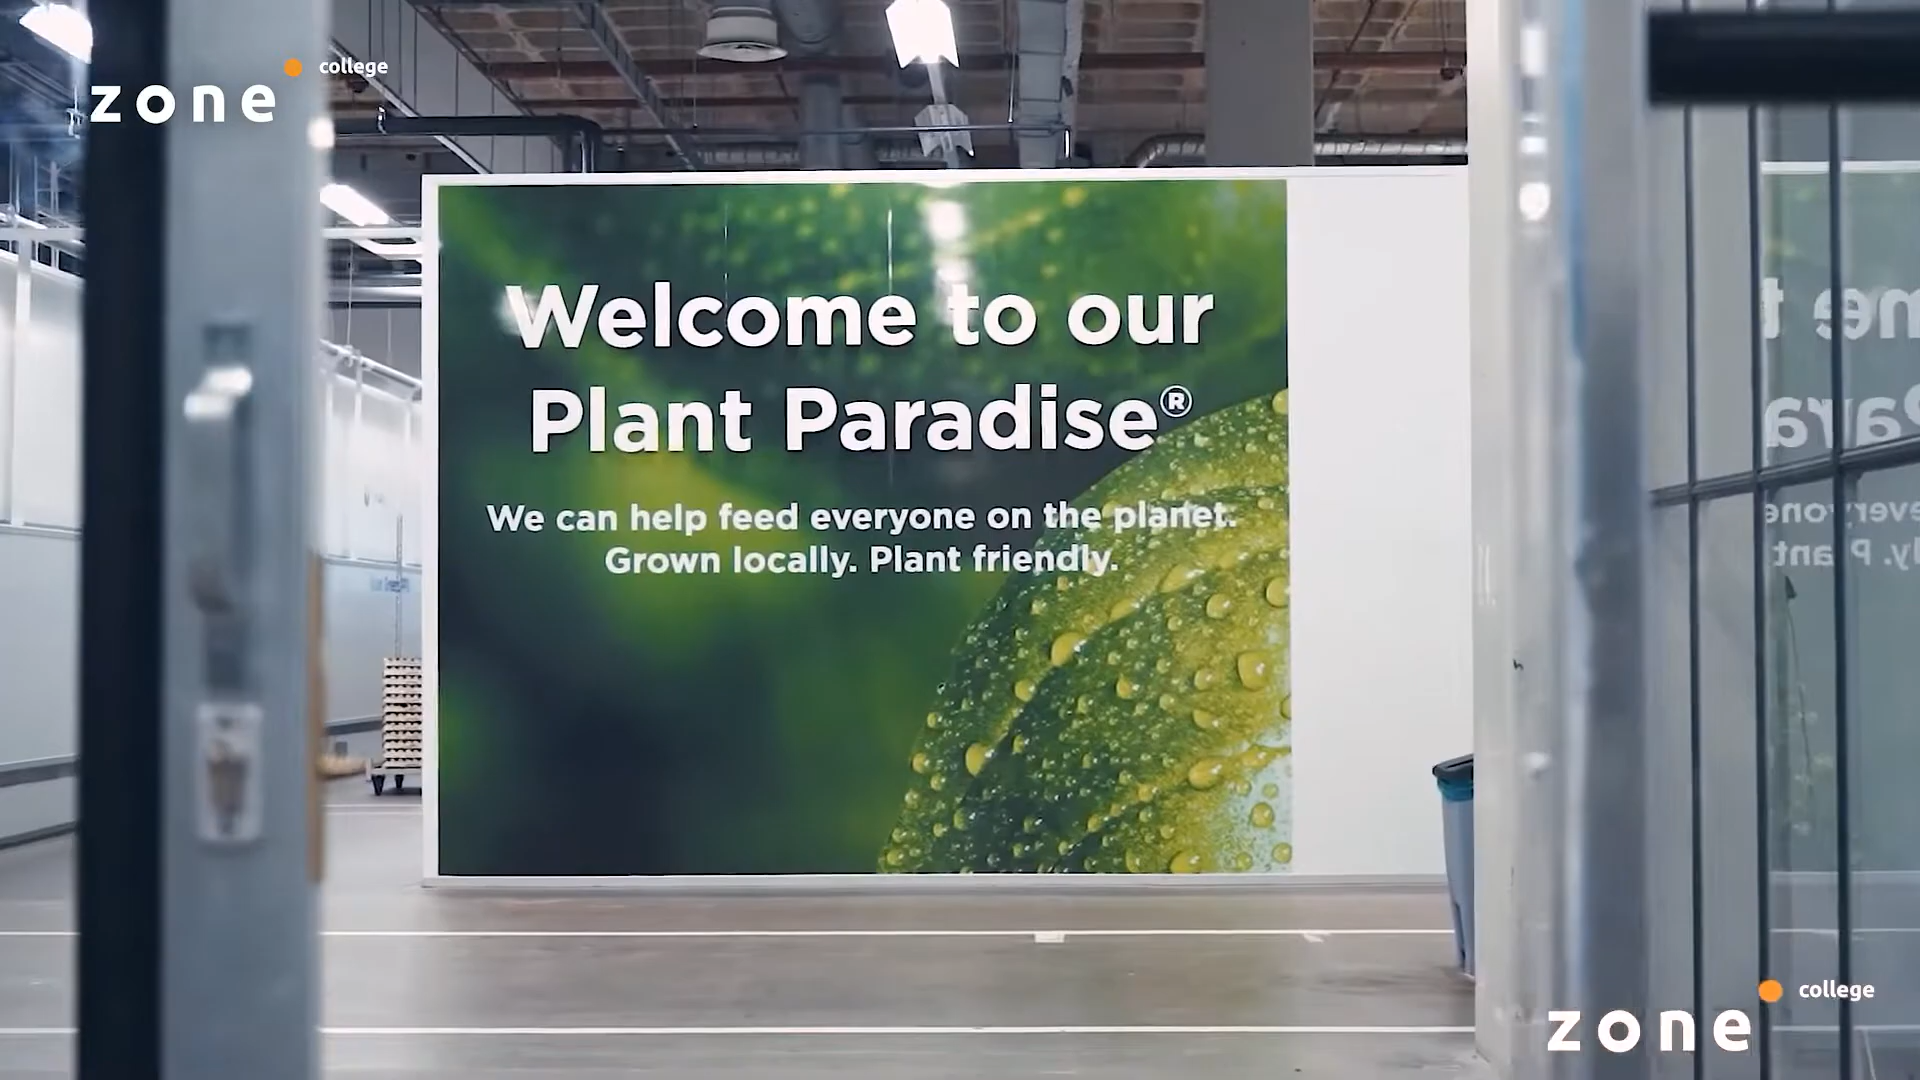 zone college
Welcome to our
Plant Paradise®
We can help feed everyone on the planet.
Grown locally. Plant friendly.
zone college